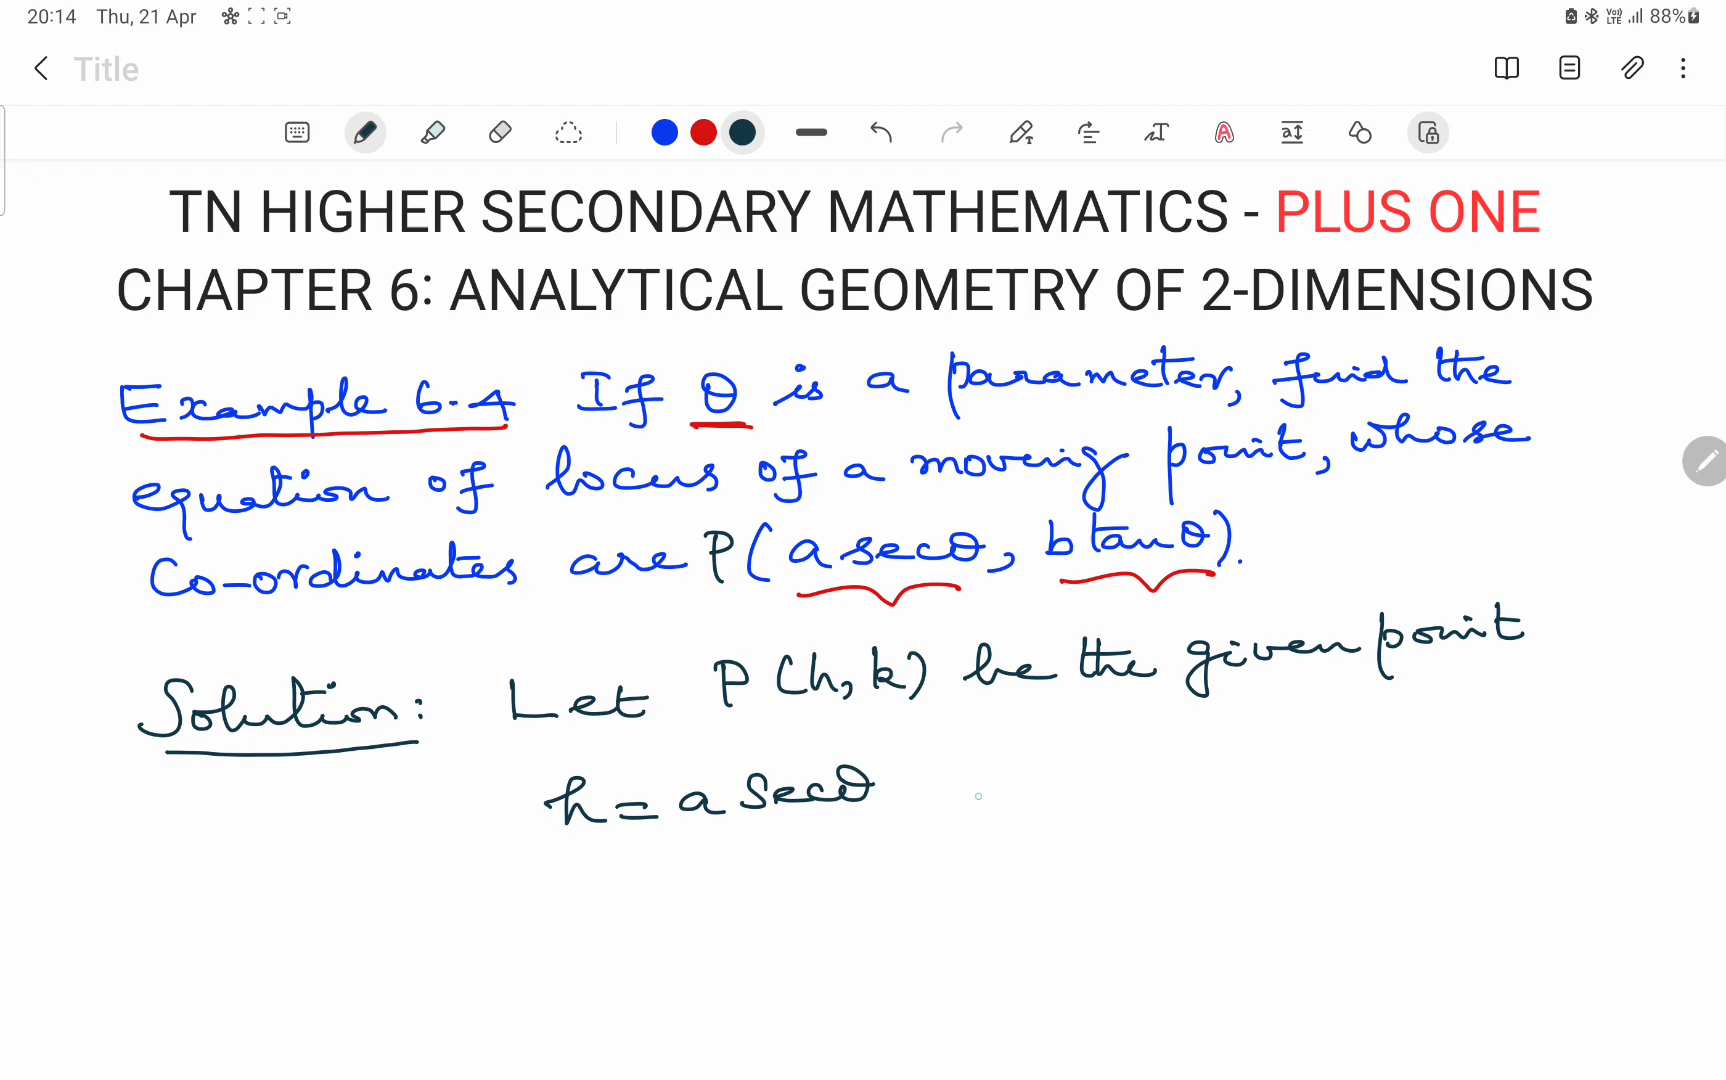 20:14 Thu, 21 Apr 88%
Title
TN HIGHER SECONDARY MATHEMATICS - PLUS ONE
CHAPTER 6: ANALYTICAL GEOMETRY OF 2-DIMENSIONS
Example 6.4 If θ is a parameter, find the
equation of locus of a moving point, whose
Co-ordinates are P(a secθ, b tanθ).
Solution: Let P(h, k) be the given point
h = a secθ